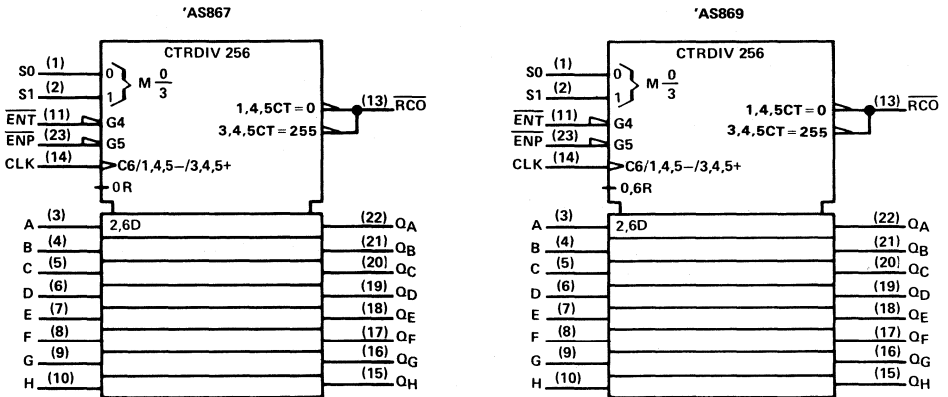 'AS867
CTRDIV 256
S0 (1) 0
S1 (2) 1
M 0/3
ENT (11) G4
ENP (23) G5
CLK (14) C6/1,4,5−/3,4,5+
0R
1,4,5CT = 0
3,4,5CT = 255
(13) RCO
A (3) 2,6D (22) QA
B (4) (21) QB
C (5) (20) QC
D (6) (19) QD
E (7) (18) QE
F (8) (17) QF
G (9) (16) QG
H (10) (15) QH
'AS869
CTRDIV 256
S0 (1) 0
S1 (2) 1
M 0/3
ENT (11) G4
ENP (23) G5
CLK (14) C6/1,4,5−/3,4,5+
0,6R
1,4,5CT = 0
3,4,5CT = 255
(13) RCO
A (3) 2,6D (22) QA
B (4) (21) QB
C (5) (20) QC
D (6) (19) QD
E (7) (18) QE
F (8) (17) QF
G (9) (16) QG
H (10) (15) QH